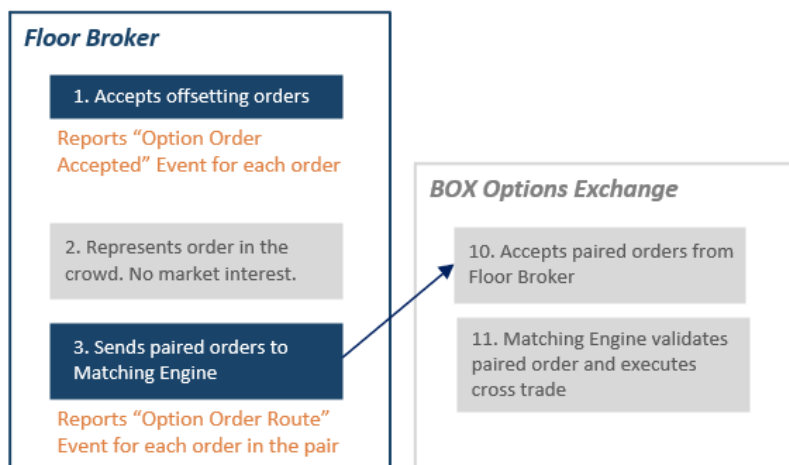 Floor Broker
1. Accepts offsetting orders
Reports “Option Order
Accepted” Event for each order
2. Represents order in the
crowd. No market interest.
3. Sends paired orders to
Matching Engine
Reports “Option Order Route”
Event for each order in the pair
BOX Options Exchange
10. Accepts paired orders from
Floor Broker
11. Matching Engine validates
paired order and executes
cross trade